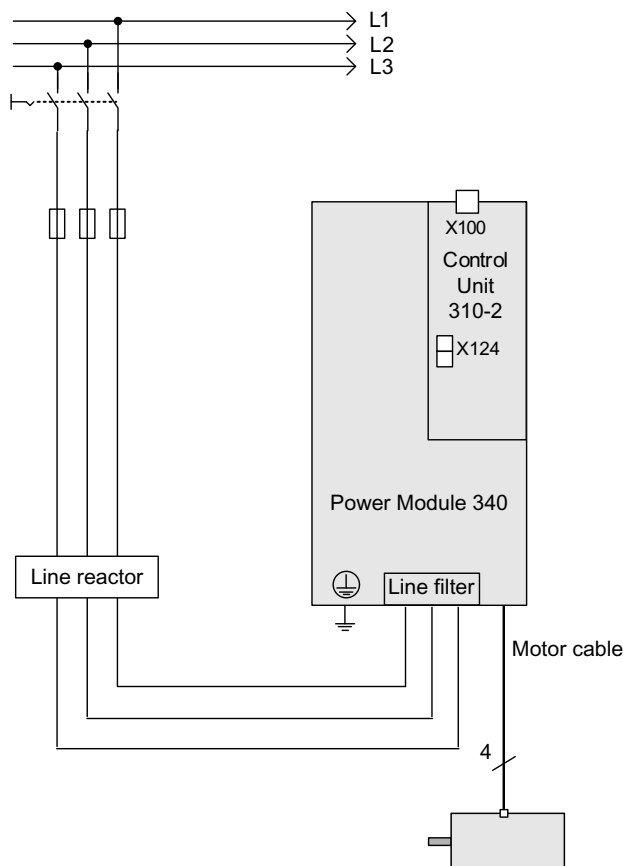 L1
L2
L3
X100
Control
Unit
310-2
X124
Power Module 340
Line reactor
Line filter
Motor cable
4